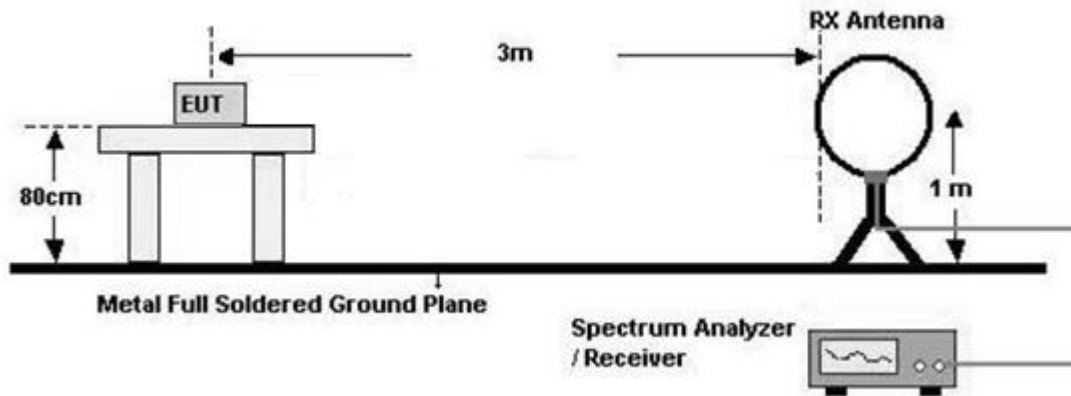 RX Antenna
3m
EUT
80cm
1 m
Metal Full Soldered Ground Plane
Spectrum Analyzer
/ Receiver